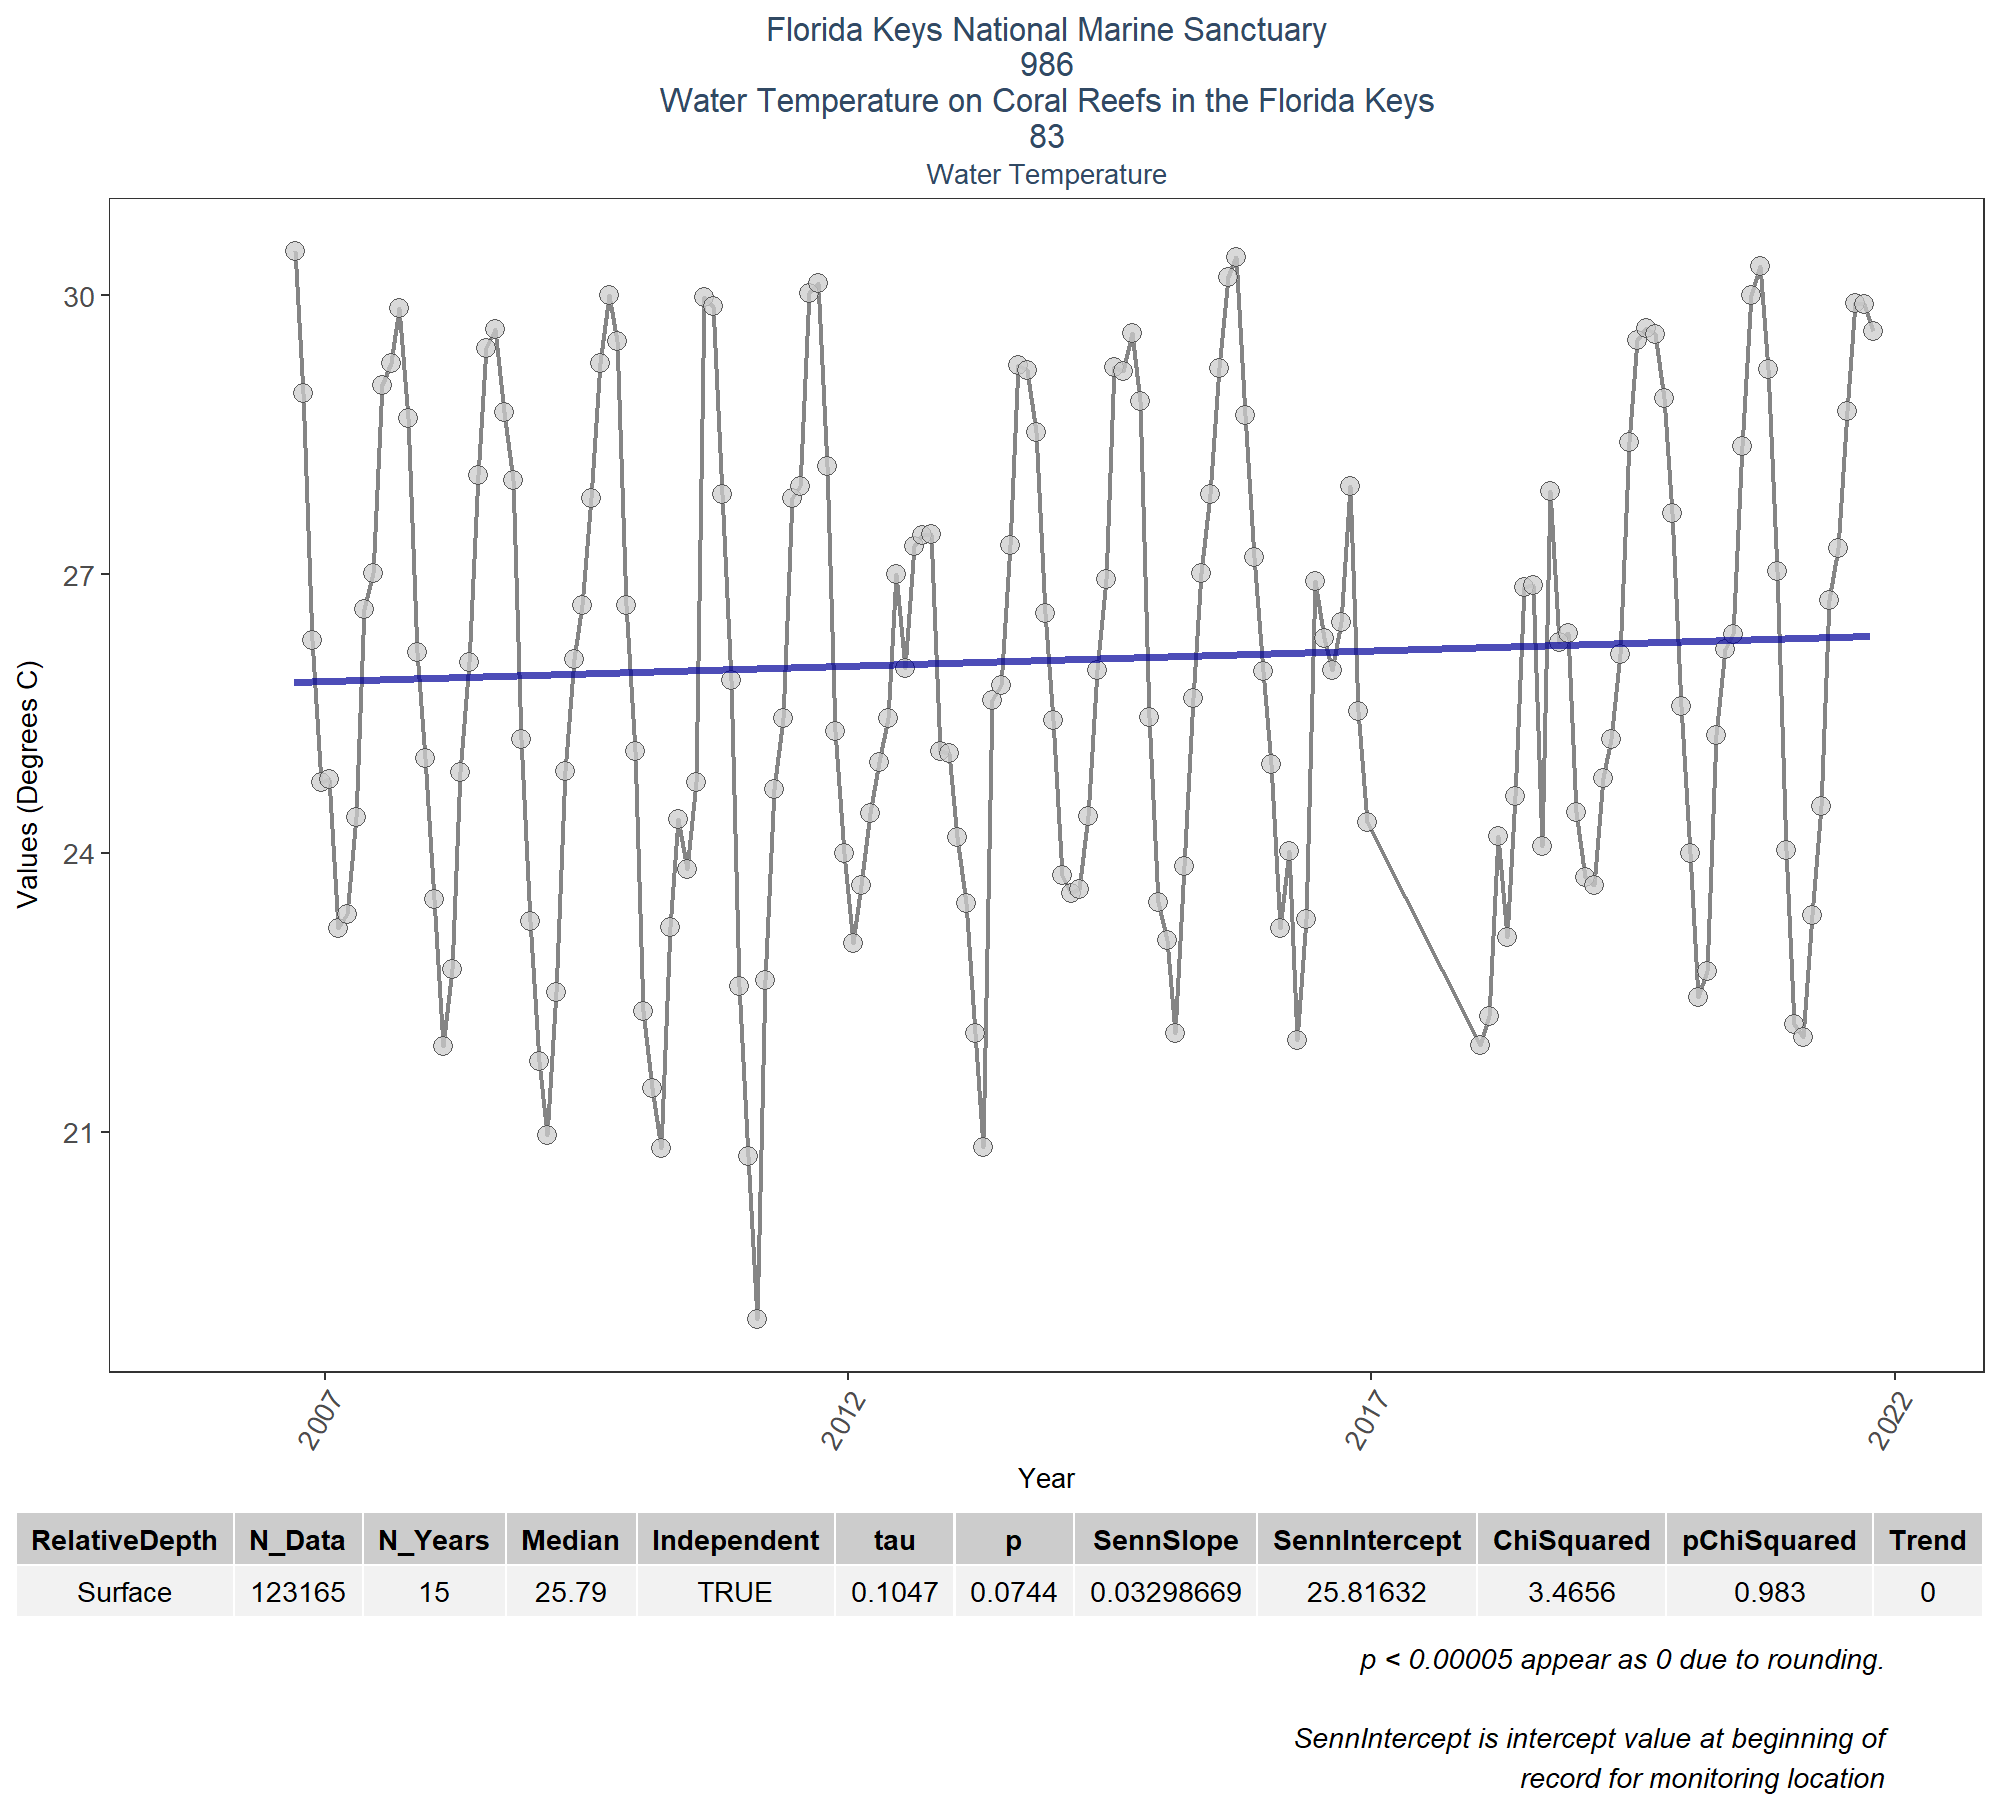 Florida Keys National Marine Sanctuary
986
Water Temperature on Coral Reefs in the Florida Keys
83
Water Temperature
Values (Degrees C)
30
27
24
21
2007
2012
2017
2022
Year
RelativeDepth N_Data N_Years Median Independent tau p SennSlope SennIntercept ChiSquared pChiSquared Trend
Surface 123165 15 25.79 TRUE 0.1047 0.0744 0.03298669 25.81632 3.4656 0.983 0
p < 0.00005 appear as 0 due to rounding.
SennIntercept is intercept value at beginning of
record for monitoring location